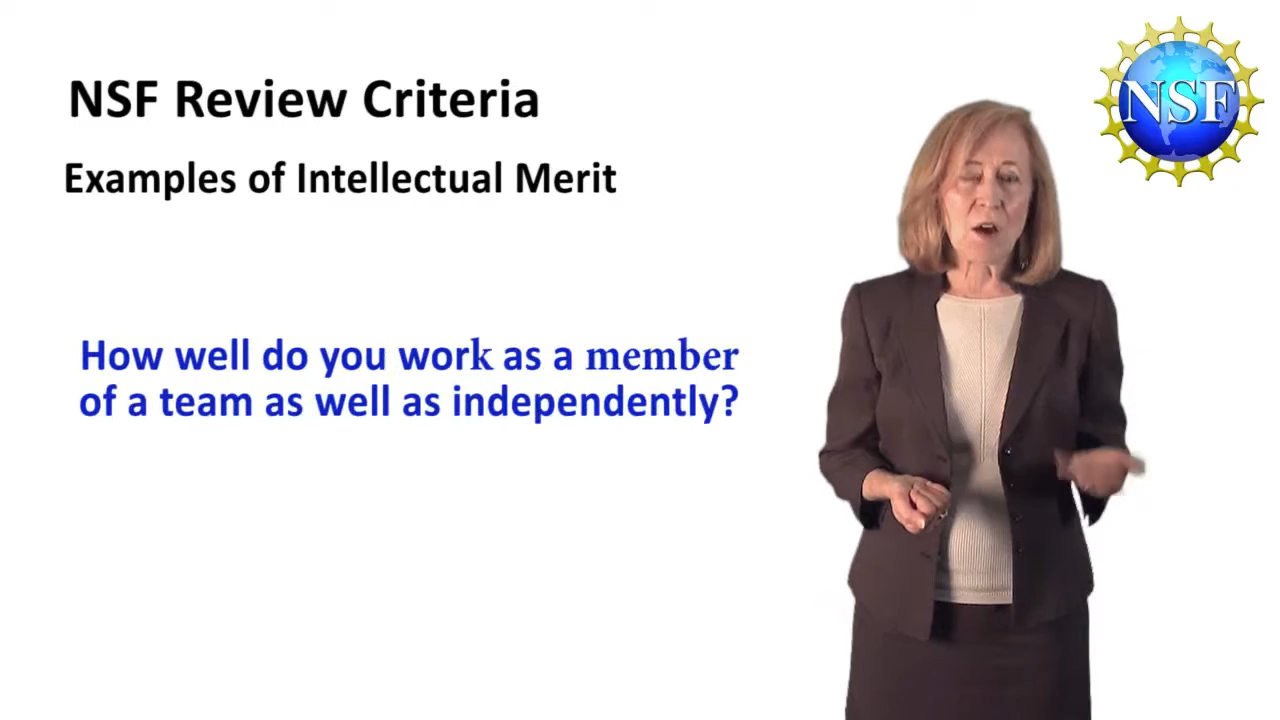 NSF Review Criteria
NSF
Examples of Intellectual Merit
How well do you work as a member
of a team as well as independently?